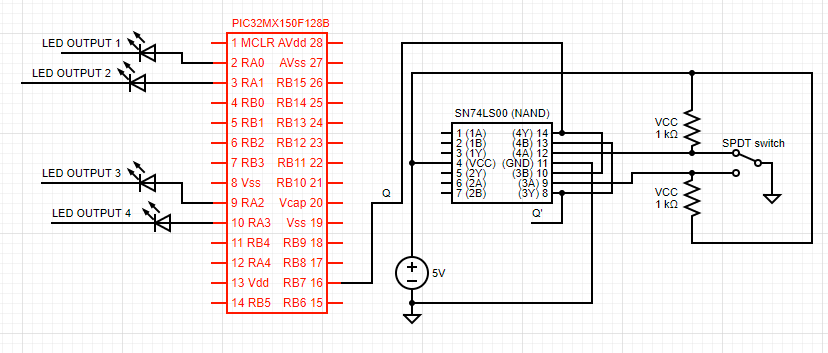 PIC32MX150F128B
LED OUTPUT 1
LED OUTPUT 2
LED OUTPUT 3
LED OUTPUT 4
1 MCLR AVdd 28
2 RA0 AVss 27
3 RA1 RB15 26
4 RB0 RB14 25
5 RB1 RB13 24
6 RB2 RB12 23
7 RB3 RB11 22
8 Vss RB10 21
9 RA2 Vcap 20
10 RA3 Vss 19
11 RB4 RB9 18
12 RA4 RB8 17
13 Vdd RB7 16
14 RB5 RB6 15
Q
5V
SN74LS00 (NAND)
1 (1A) (4Y) 14
2 (1B) (4B) 13
3 (1Y) (4A) 12
4 (VCC) (GND) 11
5 (2Y) (3B) 10
6 (2A) (3A) 9
7 (2B) (3Y) 8
Q'
VCC
1 kΩ
SPDT switch
VCC
1 kΩ